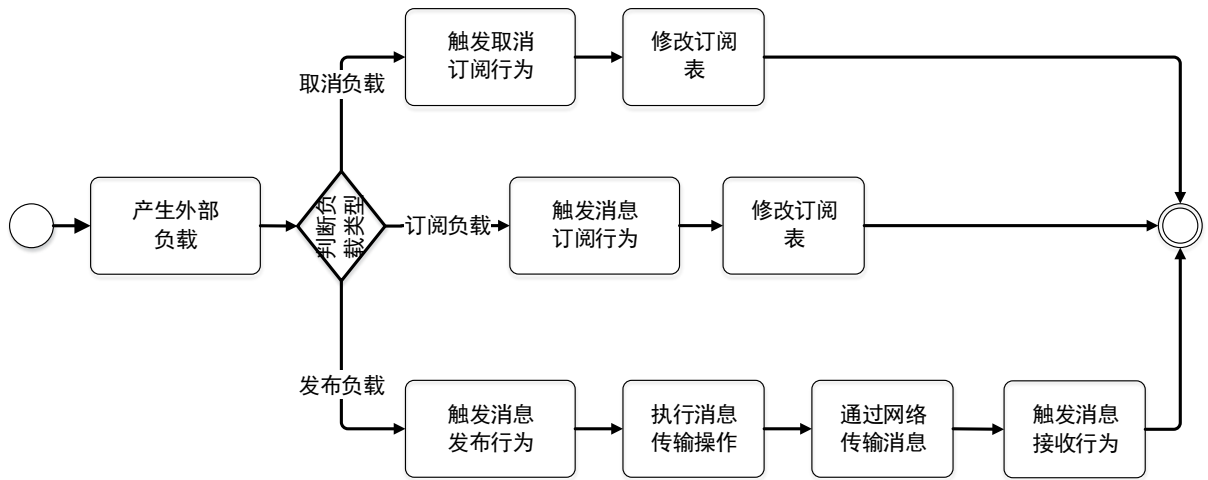 触发取消
订阅行为
修改订阅
表
取消负载
产生外部
负载
判断负
载类型
订阅负载
触发消息
订阅行为
修改订阅
表
发布负载
触发消息
发布行为
执行消息
传输操作
通过网络
传输消息
触发消息
接收行为